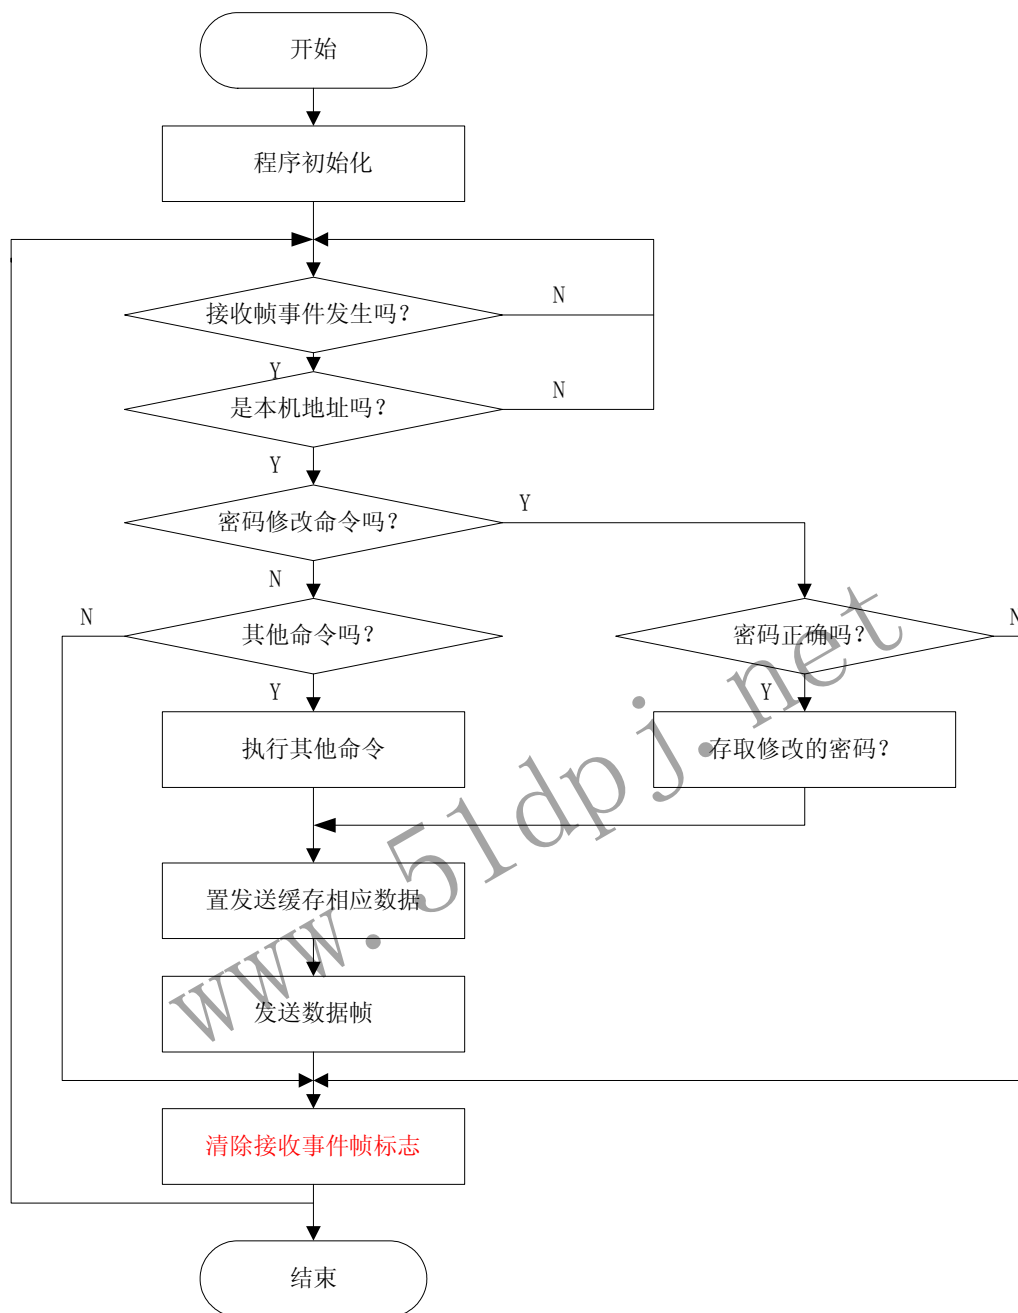 开始
程序初始化
接收帧事件发生吗?
N
Y
是本机地址吗?
N
Y
密码修改命令吗?
Y
N
N
其他命令吗?
密码正确吗?
N
Y
Y
执行其他命令
存取修改的密码?
置发送缓存相应数据
发送数据帧
清除接收事件帧标志
结束
www.51dpj.net